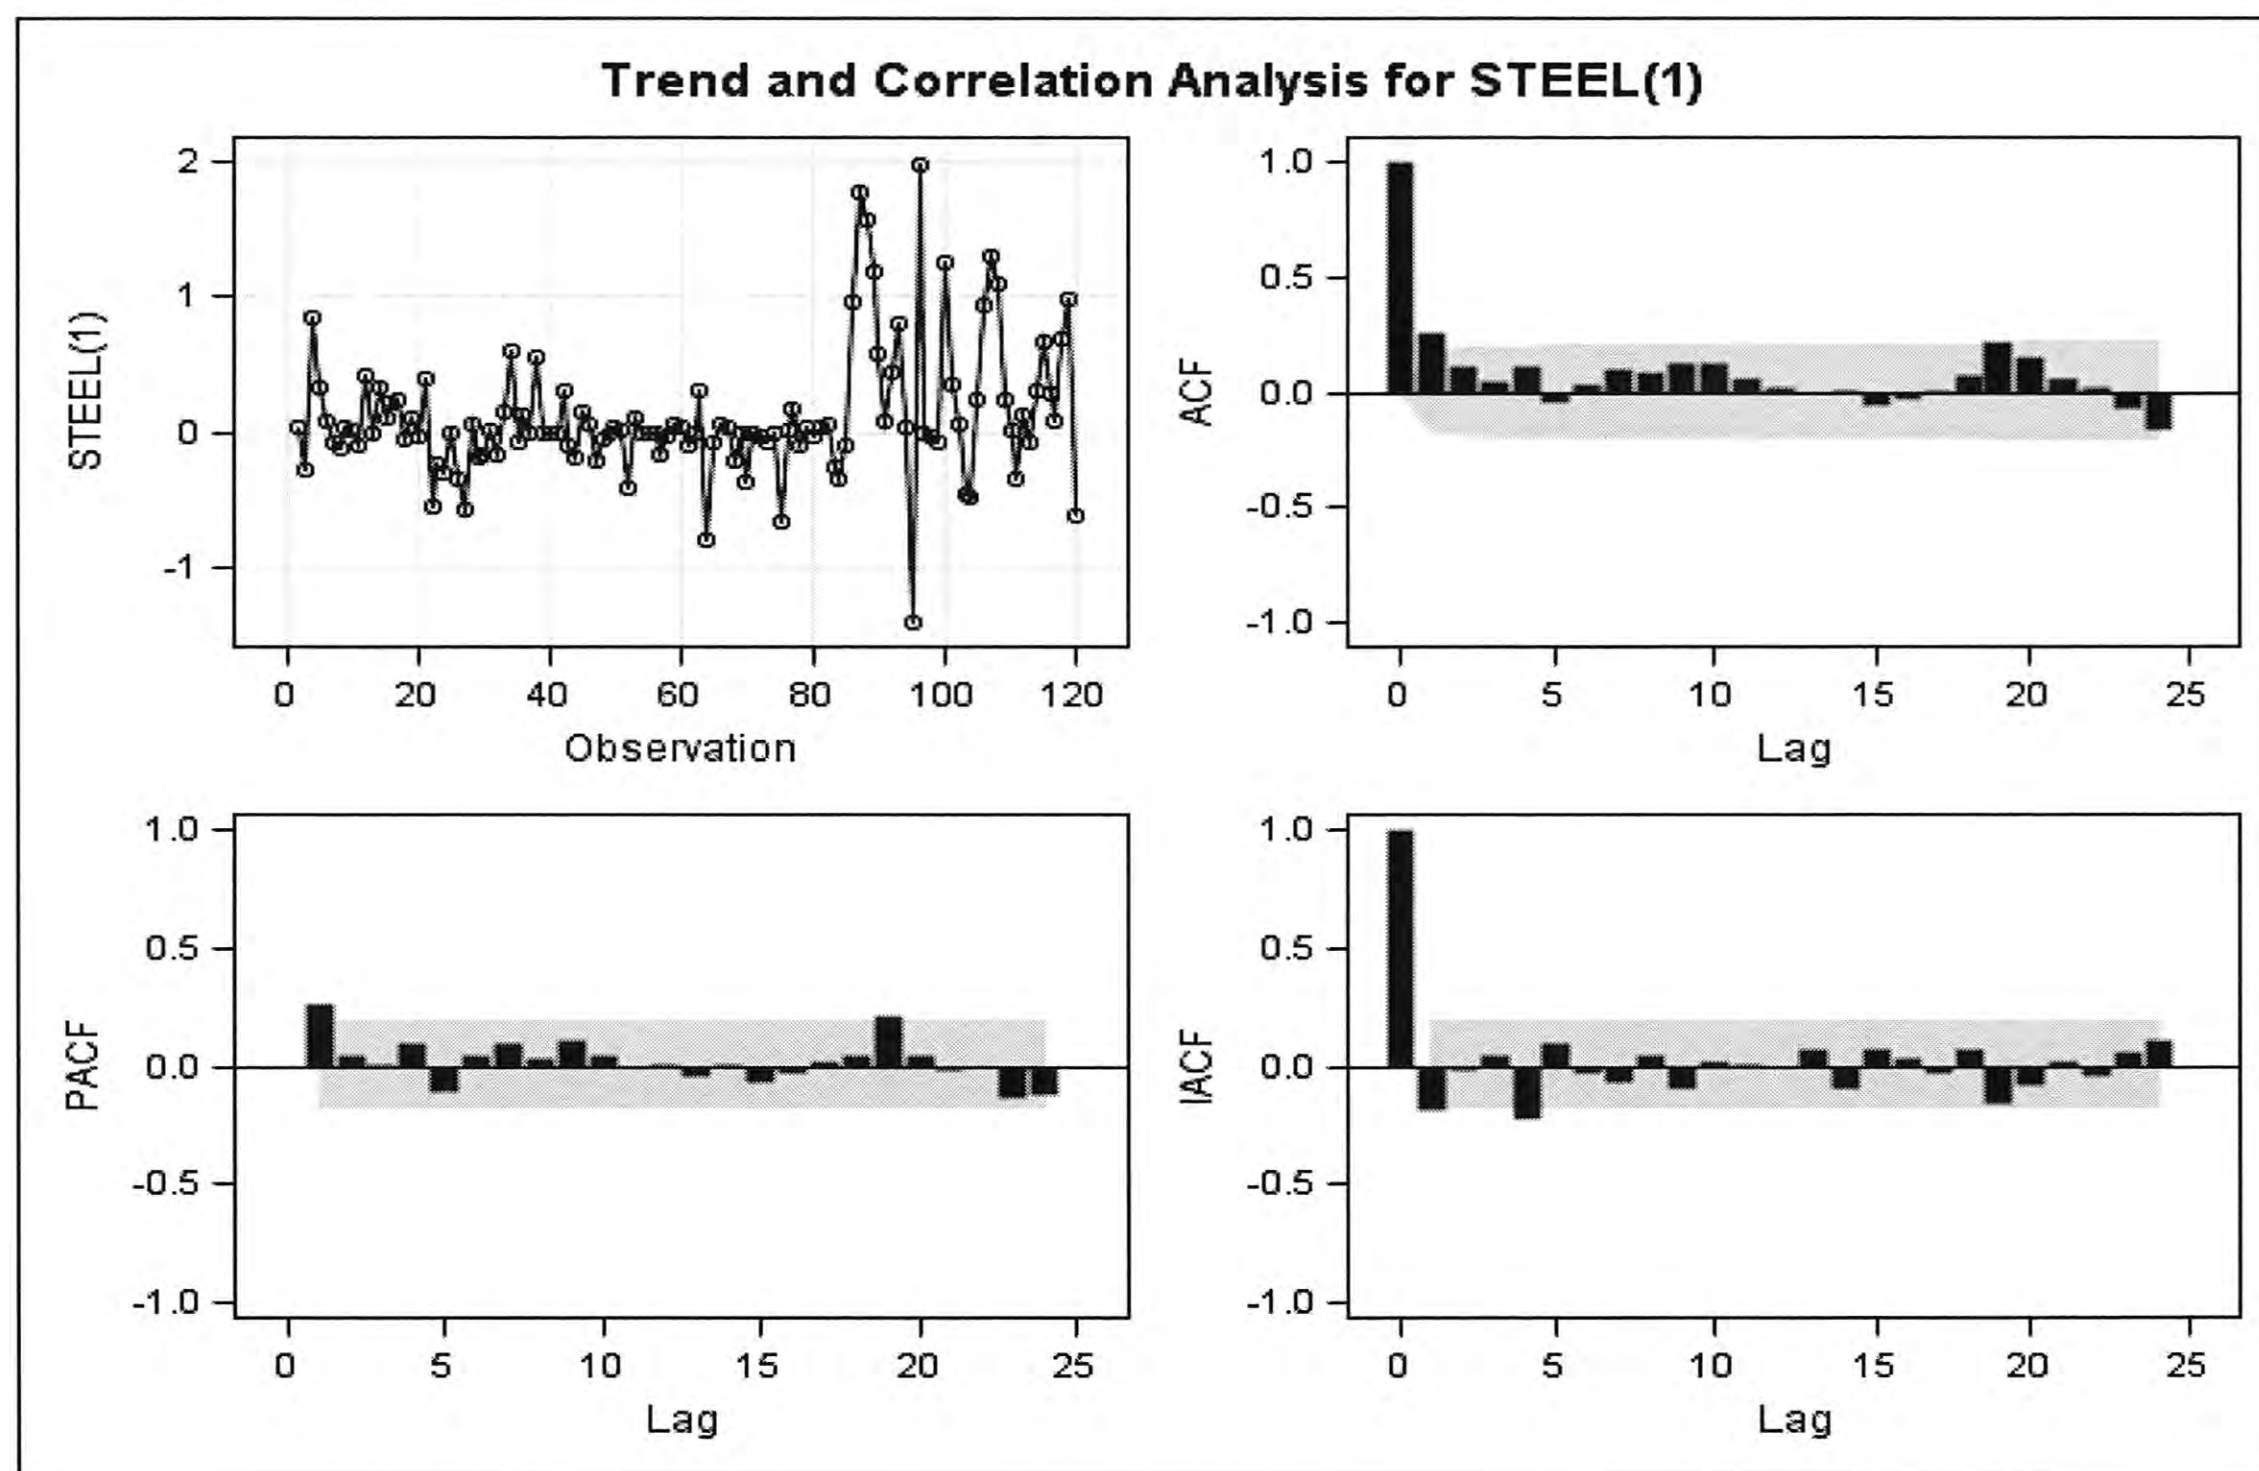 Trend and Correlation Analysis for STEEL(1)
STEEL(1)
2
1
0
-1
0 20 40 60 80 100 120
Observation
ACF
1.0
0.5
0.0
-0.5
-1.0
0 5 10 15 20 25
Lag
PACF
1.0
0.5
0.0
-0.5
-1.0
0 5 10 15 20 25
Lag
IACF
1.0
0.5
0.0
-0.5
-1.0
0 5 10 15 20 25
Lag